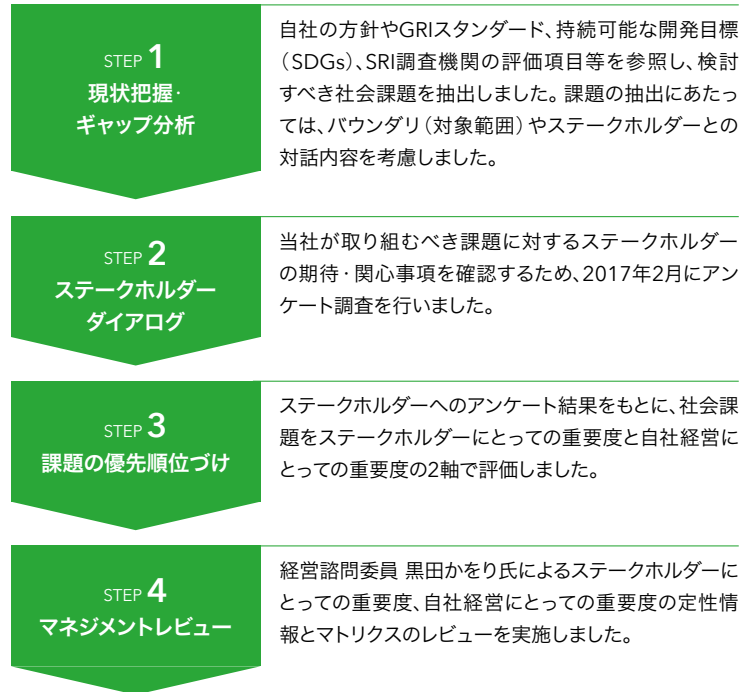 STEP 1
現状把握・
ギャップ分析
自社の方針やGRIスタンダード、持続可能な開発目標
（SDGs）、SRI調査機関の評価項目等を参照し、検討
すべき社会課題を抽出しました。課題の抽出にあたっ
ては、バウンダリ（対象範囲）やステークホルダーとの
対話内容を考慮しました。
STEP 2
ステークホルダー
ダイアログ
当社が取り組むべき課題に対するステークホルダー
の期待・関心事項を確認するため、2017年2月にアン
ケート調査を行いました。
STEP 3
課題の優先順位づけ
ステークホルダーへのアンケート結果をもとに、社会課
題をステークホルダーにとっての重要度と自社経営に
とっての重要度の2軸で評価しました。
STEP 4
マネジメントレビュー
経営諮問委員 黒田かをり氏によるステークホルダーに
とっての重要度、自社経営にとっての重要度の定性情
報とマトリクスのレビューを実施しました。